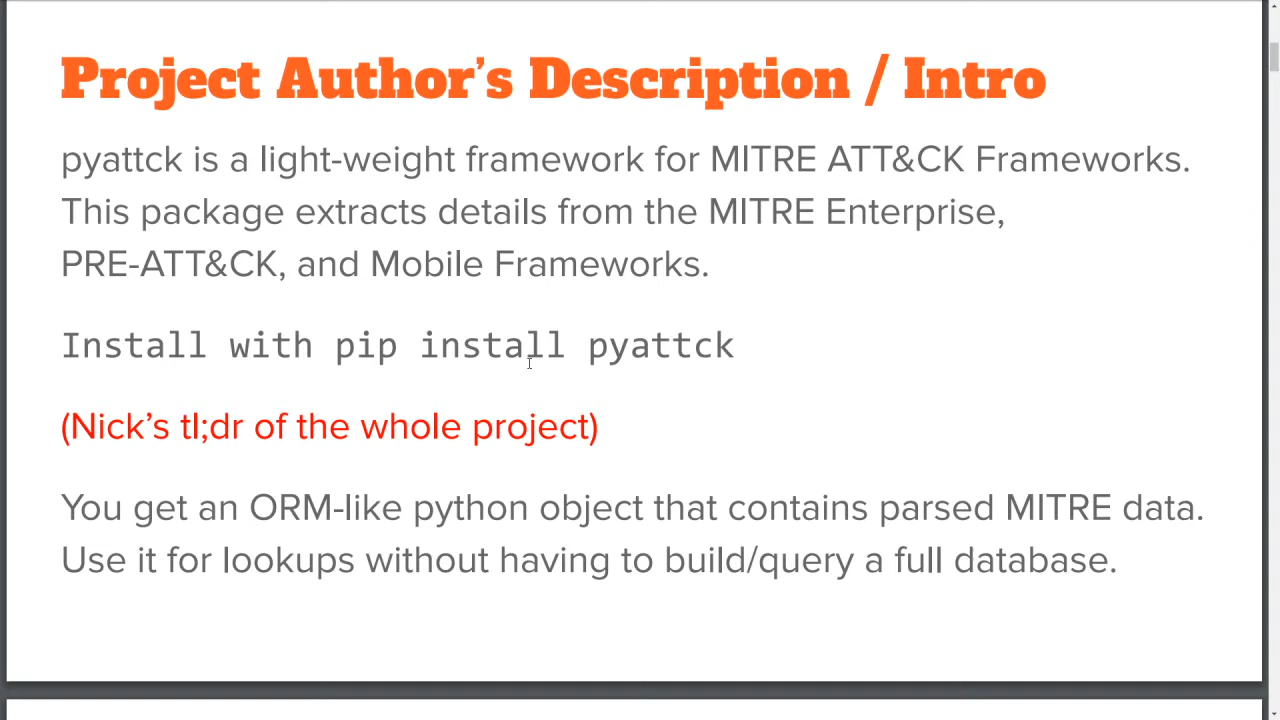 Project Author’s Description / Intro
pyattck is a light-weight framework for MITRE ATT&CK Frameworks.
This package extracts details from the MITRE Enterprise,
PRE-ATT&CK, and Mobile Frameworks.
Install with pip install pyattck
(Nick’s tl;dr of the whole project)
You get an ORM-like python object that contains parsed MITRE data.
Use it for lookups without having to build/query a full database.